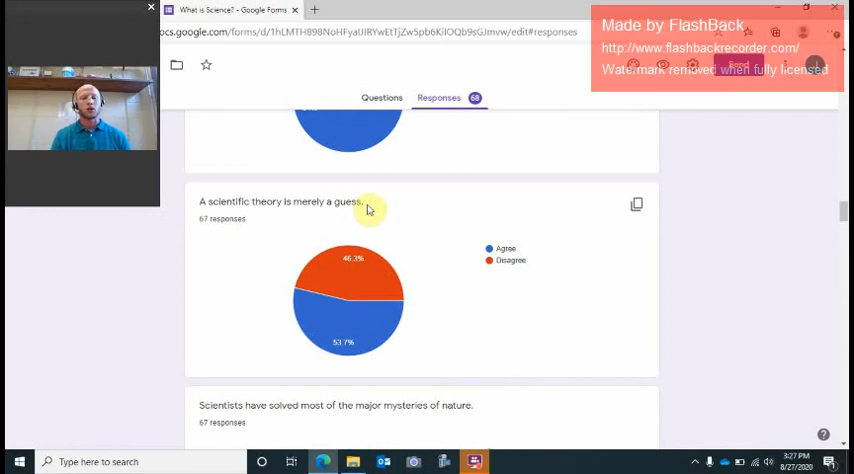 What is Science? - Google Forms
ocs.google.com/forms/d/1hLMTH898NoHFyaIJIRYwEtTjZw5pb6KiIOQb9sGJmvw/edit#responses
Made by FlashBack
http://www.flashbackrecorder.com/
Watermark removed when fully licensed
Send
Questions
Responses 68
A scientific theory is merely a guess.
67 responses
46.3%
53.7%
Agree
Disagree
Scientists have solved most of the major mysteries of nature.
67 responses
Type here to search
3:27 PM
8/27/2020